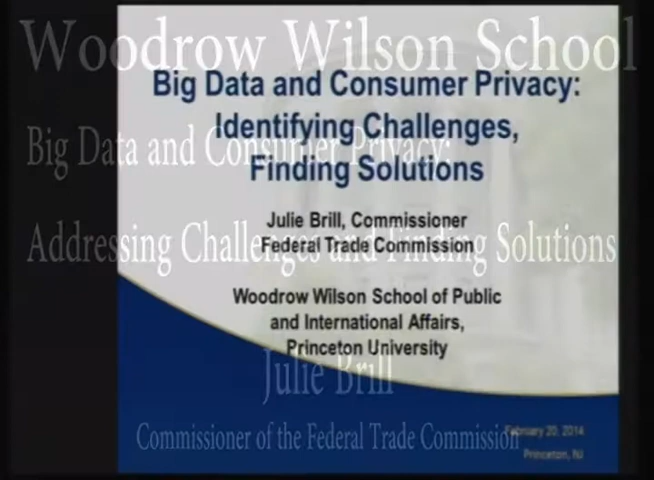 Woodrow Wilson School
Big Data and Consumer Privacy:
Identifying Challenges,
Big Data and Consumer Privacy:
Finding Solutions
Julie Brill, Commissioner
Federal Trade Commission
Addressing Challenges and Finding Solutions
Woodrow Wilson School of Public
and International Affairs,
Princeton University
Julie Brill
Commissioner of the Federal Trade Commission
February 20, 2014
Princeton, NJ